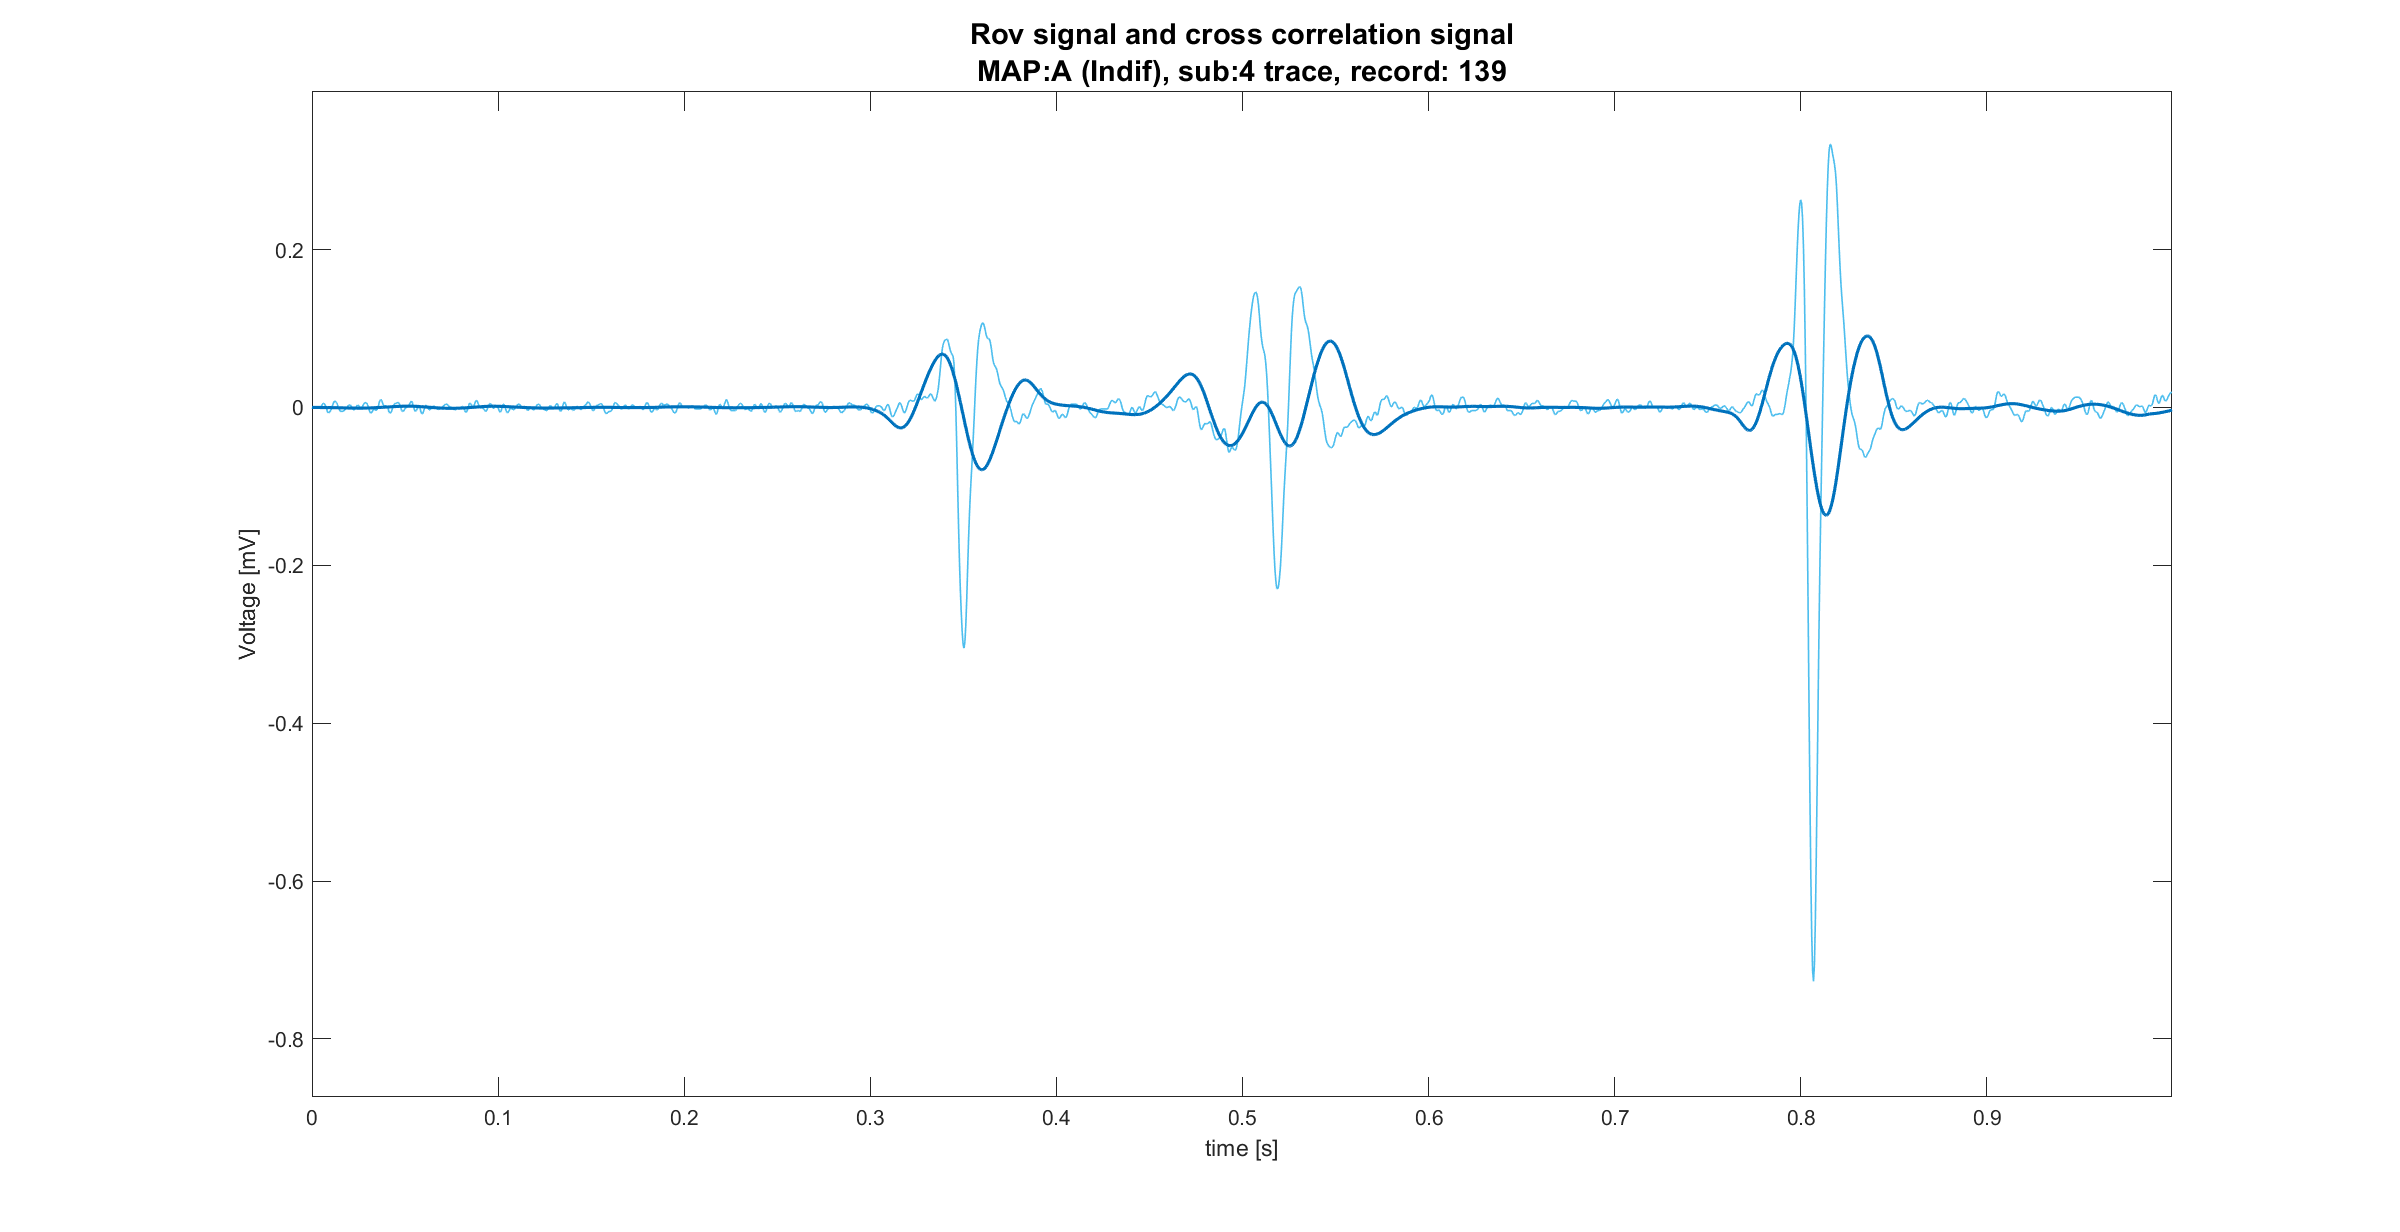 Rov signal and cross correlation signal
MAP:A (Indif), sub:4 trace, record: 139
0.2
0
-0.2
-0.4
-0.6
-0.8
Voltage [mV]
0 0.1 0.2 0.3 0.4 0.5 0.6 0.7 0.8 0.9
time [s]